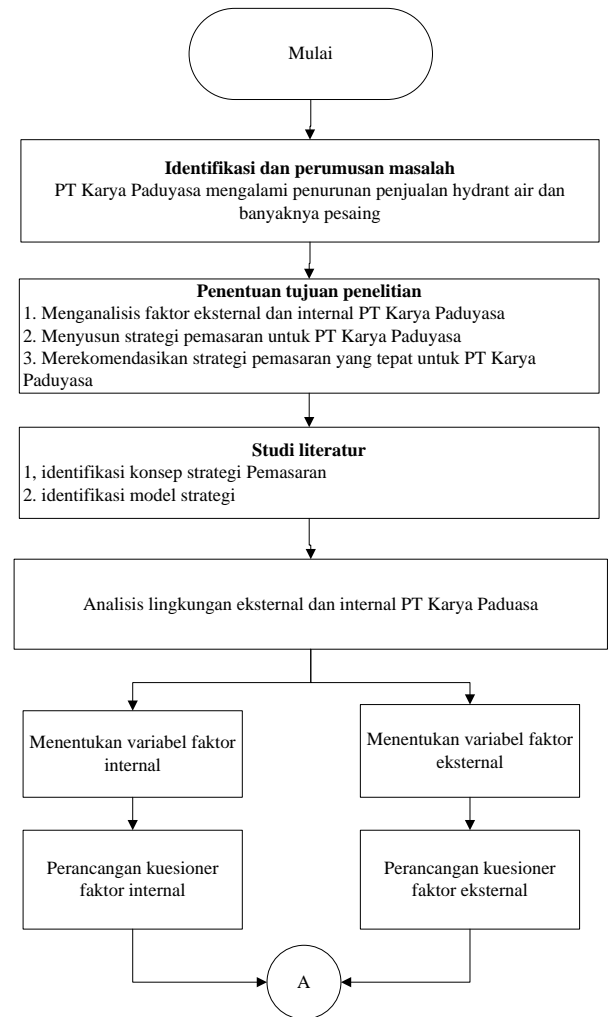 Mulai
Identifikasi dan perumusan masalah
PT Karya Paduyasa mengalami penurunan penjualan hydrant air dan
banyaknya pesaing
Penentuan tujuan penelitian
1. Menganalisis faktor eksternal dan internal PT Karya Paduyasa
2. Menyusun strategi pemasaran untuk PT Karya Paduyasa
3. Merekomendasikan strategi pemasaran yang tepat untuk PT Karya
Paduyasa
Studi literatur
1, identifikasi konsep strategi Pemasaran
2. identifikasi model strategi
Analisis lingkungan eksternal dan internal PT Karya Paduasa
Menentukan variabel faktor
internal
Menentukan variabel faktor
eksternal
Perancangan kuesioner
faktor internal
Perancangan kuesioner
faktor eksternal
A